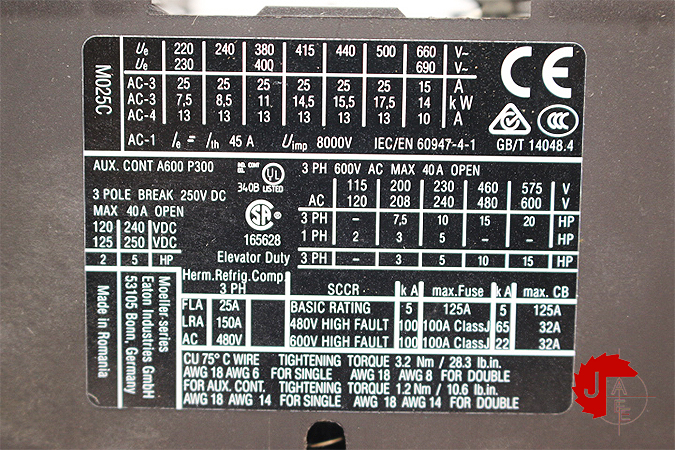 M025C
Ue 220 240 380 415 440 500 660 V~
Ue 230 400 690 V~
AC-3 25 25 25 25 25 25 15 A
AC-3 7,5 8,5 11 14,5 15,5 17,5 14 kW
AC-4 13 13 13 13 13 13 10 A
AC-1 Ie = Ith 45 A Uimp 8000V IEC/EN 60947-4-1
CE
CCC
GB/T 14048.4
AUX. CONT A600 P300
3 POLE BREAK 250V DC
MAX 40A OPEN
120 240 VDC
125 250 VDC
2 5 HP
IND. CONT. EQ.
340B
UL LISTED
SA
165628
Elevator Duty
3 PH 600V AC MAX 40A OPEN
115 200 230 460 575 V
AC 120 208 240 480 600 V
3 PH – 7,5 10 15 20 HP
1 PH 2 3 5 – – HP
3 PH – 3 5 10 15 HP
Moeller-series
Eaton Industries GmbH
53105 Bonn, Germany
Made in Romania
Herm.Refrig.Comp.
3 PH
FLA 25A
LRA 150A
AC 480V
SCCR kA max.Fuse kA max. CB
BASIC RATING 5 125A 5 125A
480V HIGH FAULT 100 100A ClassJ 65 32A
600V HIGH FAULT 100 100A ClassJ 22 32A
CU 75° C WIRE TIGHTENING TORQUE 3.2 Nm / 28.3 lb.in.
AWG 18 AWG 6 FOR SINGLE AWG 18 AWG 8 FOR DOUBLE
FOR AUX. CONT. TIGHTENING TORQUE 1.2 Nm / 10.6 lb.in.
AWG 18 AWG 14 FOR SINGLE AWG 18 AWG 14 FOR DOUBLE